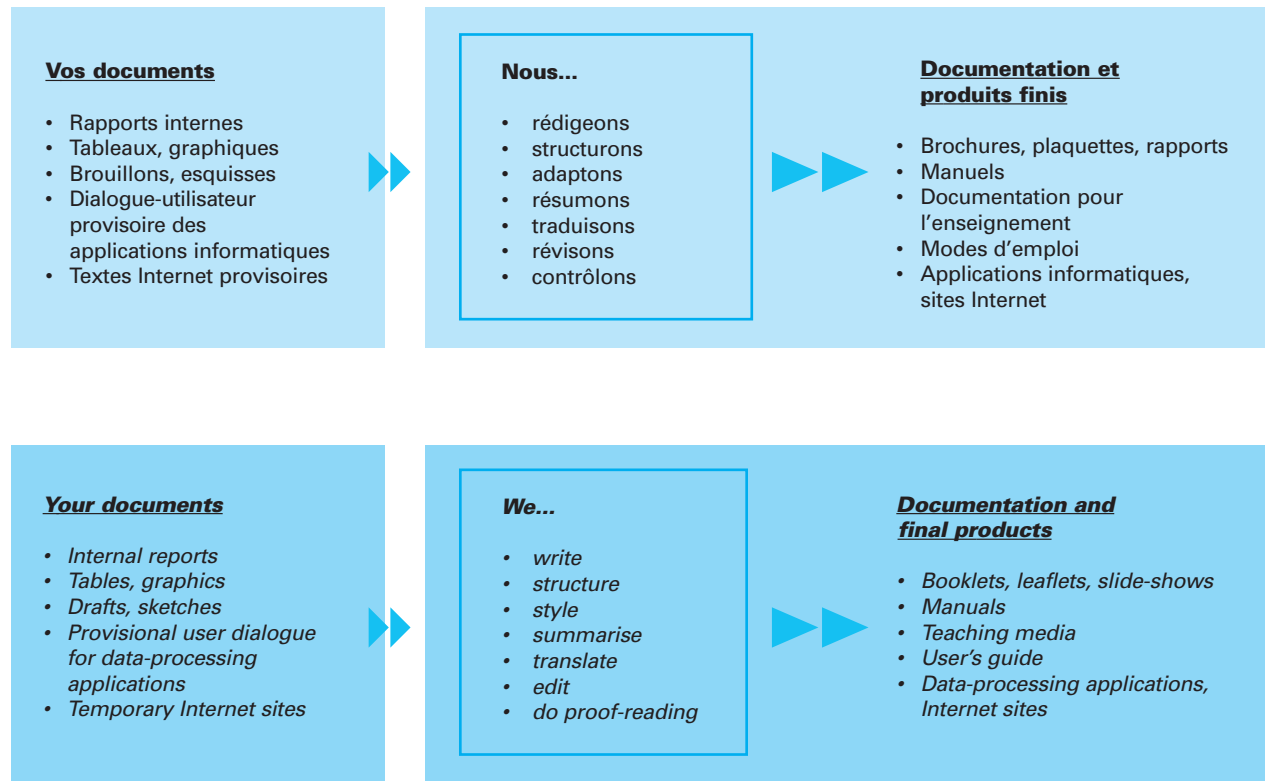 Vos documents
• Rapports internes
• Tableaux, graphiques
• Brouillons, esquisses
• Dialogue-utilisateur
provisoire des
applications informatiques
• Textes Internet provisoires
Nous...
• rédigeons
• structurons
• adaptons
• résumons
• traduisons
• révisons
• contrôlons
Documentation et
produits finis
• Brochures, plaquettes, rapports
• Manuels
• Documentation pour
l'enseignement
• Modes d'emploi
• Applications informatiques,
sites Internet
Your documents
• Internal reports
• Tables, graphics
• Drafts, sketches
• Provisional user dialogue
for data-processing
applications
• Temporary Internet sites
We...
• write
• structure
• style
• summarise
• translate
• edit
• do proof-reading
Documentation and
final products
• Booklets, leaflets, slide-shows
• Manuals
• Teaching media
• User's guide
• Data-processing applications,
Internet sites